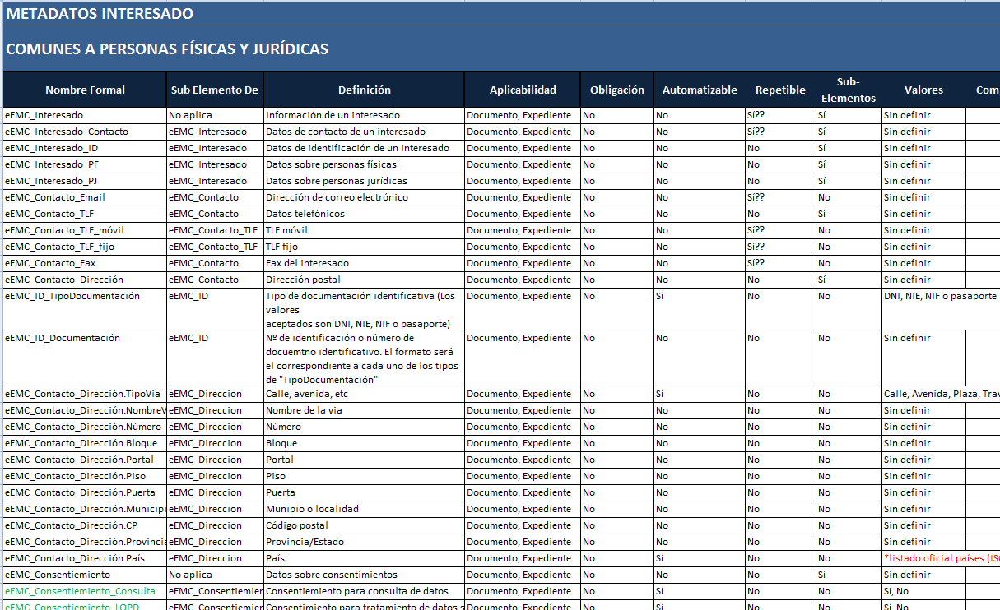 METADATOS INTERESADO
COMUNES A PERSONAS FÍSICAS Y JURÍDICAS
Nombre Formal Sub Elemento De Definición Aplicabilidad Obligación Automatizable Repetible Sub-Elementos Valores Com
eEMC_Interesado No aplica Información de un interesado Documento, Expediente No No Sí?? Sí Sin definir
eEMC_Interesado_Contacto eEMC_Interesado Datos de contacto de un interesado Documento, Expediente No No Sí?? Sí Sin definir
eEMC_Interesado_ID eEMC_Interesado Datos de identificación de un interesado Documento, Expediente No No No Sí Sin definir
eEMC_Interesado_PF eEMC_Interesado Datos sobre personas físicas Documento, Expediente No No No Sí Sin definir
eEMC_Interesado_PJ eEMC_Interesado Datos sobre personas jurídicas Documento, Expediente No No No Sí Sin definir
eEMC_Contacto_Email eEMC_Contacto Dirección de correo electrónico Documento, Expediente No No Sí?? No Sin definir
eEMC_Contacto_TLF eEMC_Contacto Datos telefónicos Documento, Expediente No No No Sí Sin definir
eEMC_Contacto_TLF_móvil eEMC_Contacto_TLF TLF móvil Documento, Expediente No No Sí?? No Sin definir
eEMC_Contacto_TLF_fijo eEMC_Contacto_TLF TLF fijo Documento, Expediente No No Sí?? No Sin definir
eEMC_Contacto_Fax eEMC_Contacto Fax del interesado Documento, Expediente No No Sí?? No Sin definir
eEMC_Contacto_Dirección eEMC_Contacto Dirección postal Documento, Expediente No No No Sí Sin definir
eEMC_ID_TipoDocumentación eEMC_ID Tipo de documentación identificativa (Los Documento, Expediente No Sí No No DNI, NIE, NIF o pasaporte
valores
aceptados son DNI, NIE, NIF o pasaporte)
eEMC_ID_Documentación eEMC_ID Nº de identificación o número de Documento, Expediente No No No No Sin definir
docuemtno identificativo. El formato será
el correspondiente a cada uno de los tipos
de "TipoDocumentación"
eEMC_Contacto_Dirección.TipoVia eEMC_Direccion Calle, avenida, etc Documento, Expediente No Sí No No Calle, Avenida, Plaza, Trav
eEMC_Contacto_Dirección.NombreV eEMC_Direccion Nombre de la via Documento, Expediente No No No No Sin definir
eEMC_Contacto_Dirección.Número eEMC_Direccion Número Documento, Expediente No No No No Sin definir
eEMC_Contacto_Dirección.Bloque eEMC_Direccion Bloque Documento, Expediente No No No No Sin definir
eEMC_Contacto_Dirección.Portal eEMC_Direccion Portal Documento, Expediente No No No No Sin definir
eEMC_Contacto_Dirección.Piso eEMC_Direccion Piso Documento, Expediente No No No No Sin definir
eEMC_Contacto_Dirección.Puerta eEMC_Direccion Puerta Documento, Expediente No No No No Sin definir
eEMC_Contacto_Dirección.Municipi eEMC_Direccion Munipio o localidad Documento, Expediente No No No No Sin definir
eEMC_Contacto_Dirección.CP eEMC_Direccion Código postal Documento, Expediente No No No No Sin definir
eEMC_Contacto_Dirección.Provincia eEMC_Direccion Provincia/Estado Documento, Expediente No No No No Sin definir
eEMC_Contacto_Dirección.País eEMC_Direccion País Documento, Expediente No Sí No No *listado oficial países (ISO
eEMC_Consentiemiento No aplica Datos sobre consentimientos Documento, Expediente No No No Sí Sin definir
eEMC_Consentiemiento_Consulta eEMC_Consentiemien Consentimiento para consulta de datos Documento, Expediente No Sí No No Sí, No
eEMC_Consentiemiento_LOPD eEMC_Consentiemien Consetimiento para tratamiento de datos s Documento, Expediente No Sí No No Sí, No